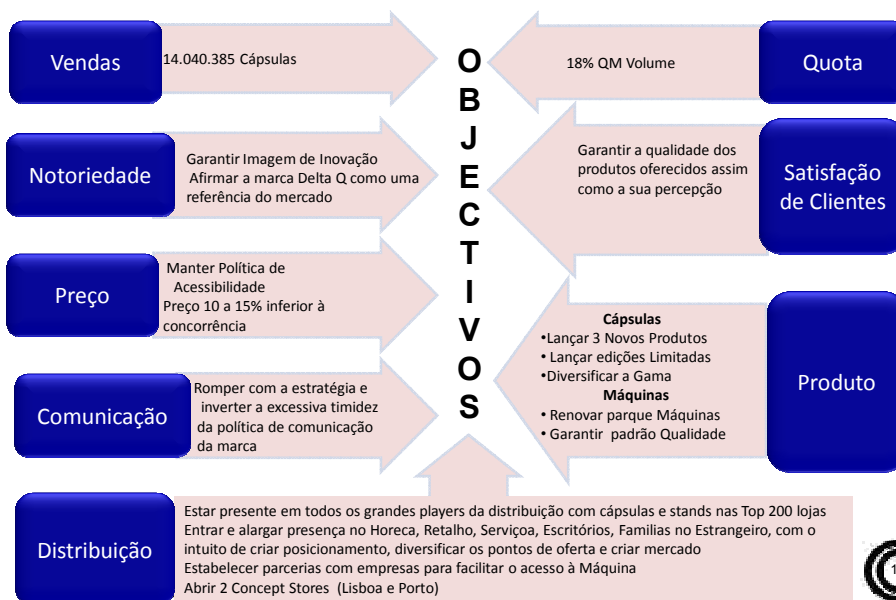 Vendas
14.040.385 Cápsulas
Notoriedade
Garantir Imagem de Inovação
Afirmar a marca Delta Q como uma
referência do mercado
Preço
Manter Política de
Acessibilidade
Preço 10 a 15% inferior à
concorrência
Comunicação
Romper com a estratégia e
inverter a excessiva timidez
da política de comunicação
da marca
O
B
J
E
C
T
I
V
O
S
18% QM Volume
Quota
Garantir a qualidade dos
produtos oferecidos assim
como a sua percepção
Satisfação
de Clientes
Cápsulas
•Lançar 3 Novos Produtos
• Lançar edições Limitadas
•Diversificar a Gama
Máquinas
• Renovar parque Máquinas
• Garantir padrão Qualidade
Produto
Distribuição
Estar presente em todos os grandes players da distribuição com cápsulas e stands nas Top 200 lojas
Entrar e alargar presença no Horeca, Retalho, Serviçoa, Escritórios, Familias no Estrangeiro, com o
intuito de criar posicionamento, diversificar os pontos de oferta e criar mercado
Estabelecer parcerias com empresas para facilitar o acesso à Máquina
Abrir 2 Concept Stores (Lisboa e Porto)